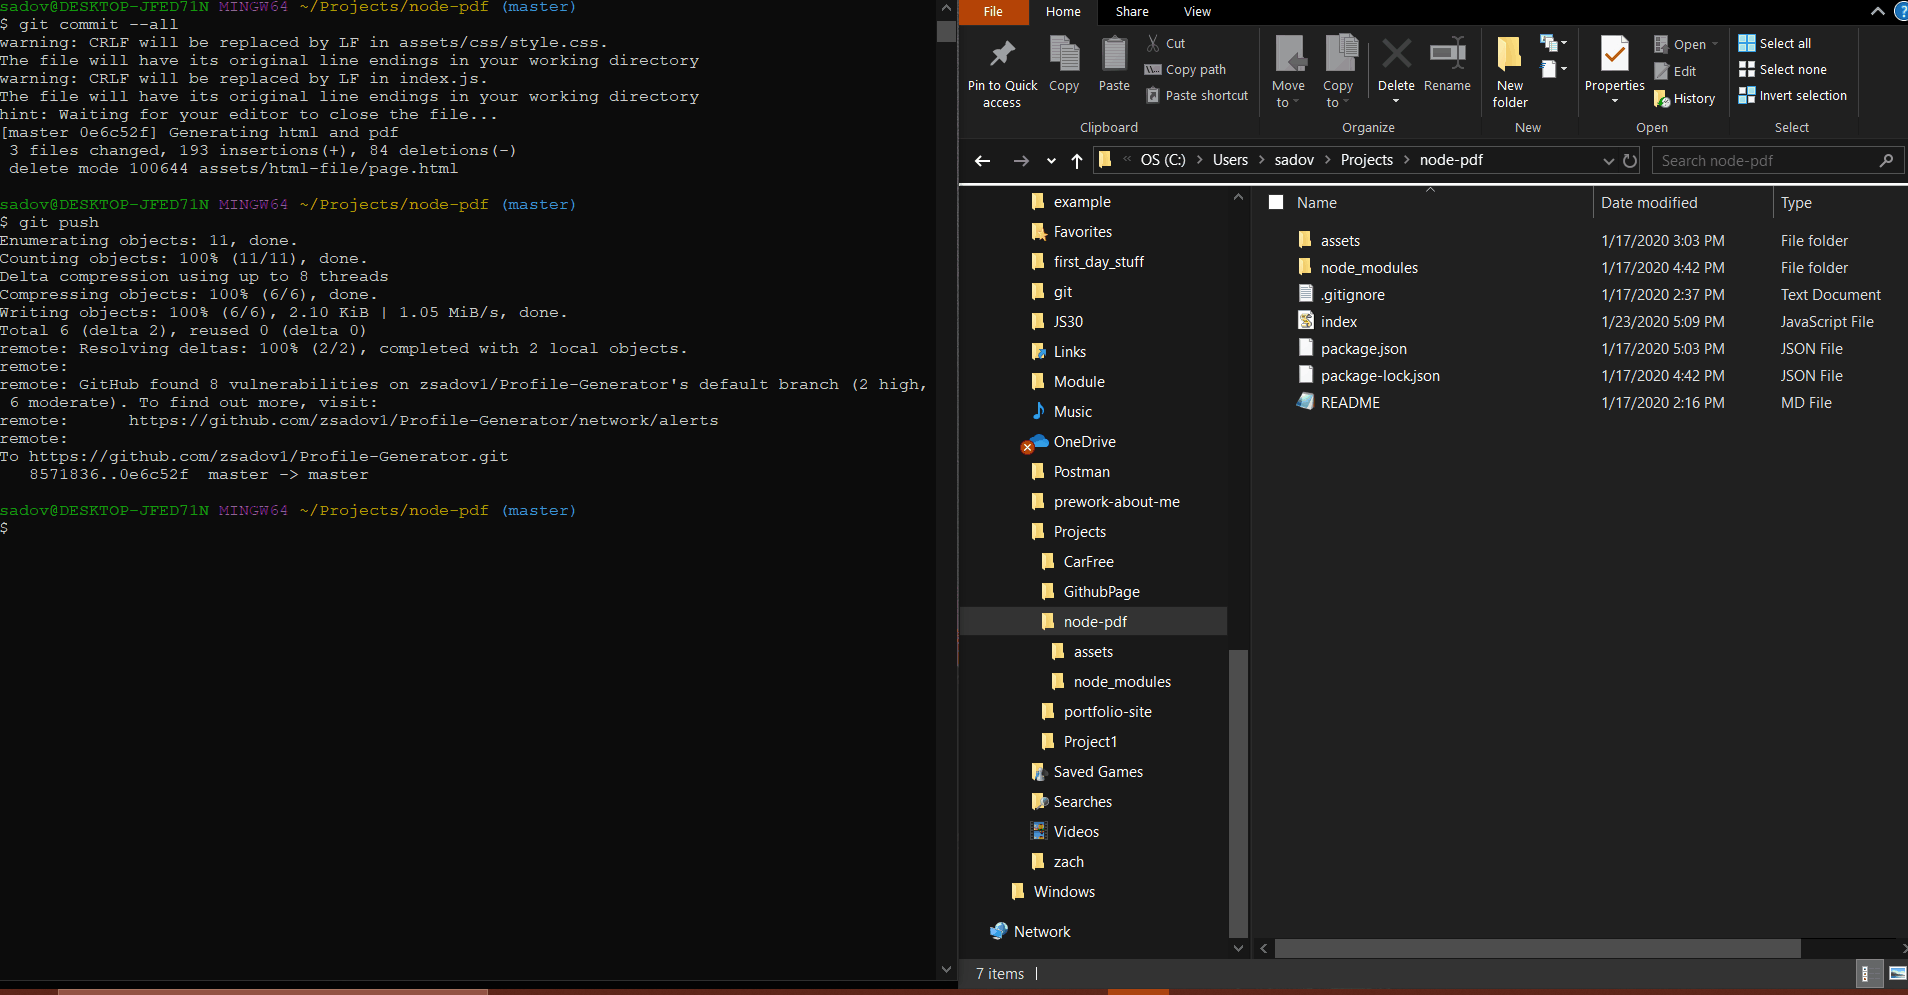 sadov@DESKTOP-JFED71N MINGW64 ~/Projects/node-pdf (master)
$ git commit --all
warning: CRLF will be replaced by LF in assets/css/style.css.
The file will have its original line endings in your working directory
warning: CRLF will be replaced by LF in index.js.
The file will have its original line endings in your working directory
hint: Waiting for your editor to close the file...
[master 0e6c52f] Generating html and pdf
 3 files changed, 193 insertions(+), 84 deletions(-)
 delete mode 100644 assets/html-file/page.html
sadov@DESKTOP-JFED71N MINGW64 ~/Projects/node-pdf (master)
$ git push
Enumerating objects: 11, done.
Counting objects: 100% (11/11), done.
Delta compression using up to 8 threads
Compressing objects: 100% (6/6), done.
Writing objects: 100% (6/6), 2.10 KiB | 1.05 MiB/s, done.
Total 6 (delta 2), reused 0 (delta 0)
remote: Resolving deltas: 100% (2/2), completed with 2 local objects.
remote:
remote: GitHub found 8 vulnerabilities on zsadov1/Profile-Generator's default branch (2 high,
 6 moderate). To find out more, visit:
remote:      https://github.com/zsadov1/Profile-Generator/network/alerts
remote:
To https://github.com/zsadov1/Profile-Generator.git
   8571836..0e6c52f  master -> master
sadov@DESKTOP-JFED71N MINGW64 ~/Projects/node-pdf (master)
$
File Home Share View
?
Pin to Quick access
Copy
Paste
Cut
Copy path
Paste shortcut
Clipboard
Move to
Copy to
Delete
Rename
Organize
New folder
New
Properties
Open
Edit
History
Open
Select all
Select none
Invert selection
Select
« OS (C:) > Users > sadov > Projects > node-pdf
Search node-pdf
example
Favorites
first_day_stuff
git
JS30
Links
Module
Music
OneDrive
Postman
prework-about-me
Projects
CarFree
GithubPage
node-pdf
assets
node_modules
portfolio-site
Project1
Saved Games
Searches
Videos
zach
Windows
Network
Name Date modified Type
assets 1/17/2020 3:03 PM File folder
node_modules 1/17/2020 4:42 PM File folder
.gitignore 1/17/2020 2:37 PM Text Document
index 1/23/2020 5:09 PM JavaScript File
package.json 1/17/2020 5:03 PM JSON File
package-lock.json 1/17/2020 4:42 PM JSON File
README 1/17/2020 2:16 PM MD File
7 items